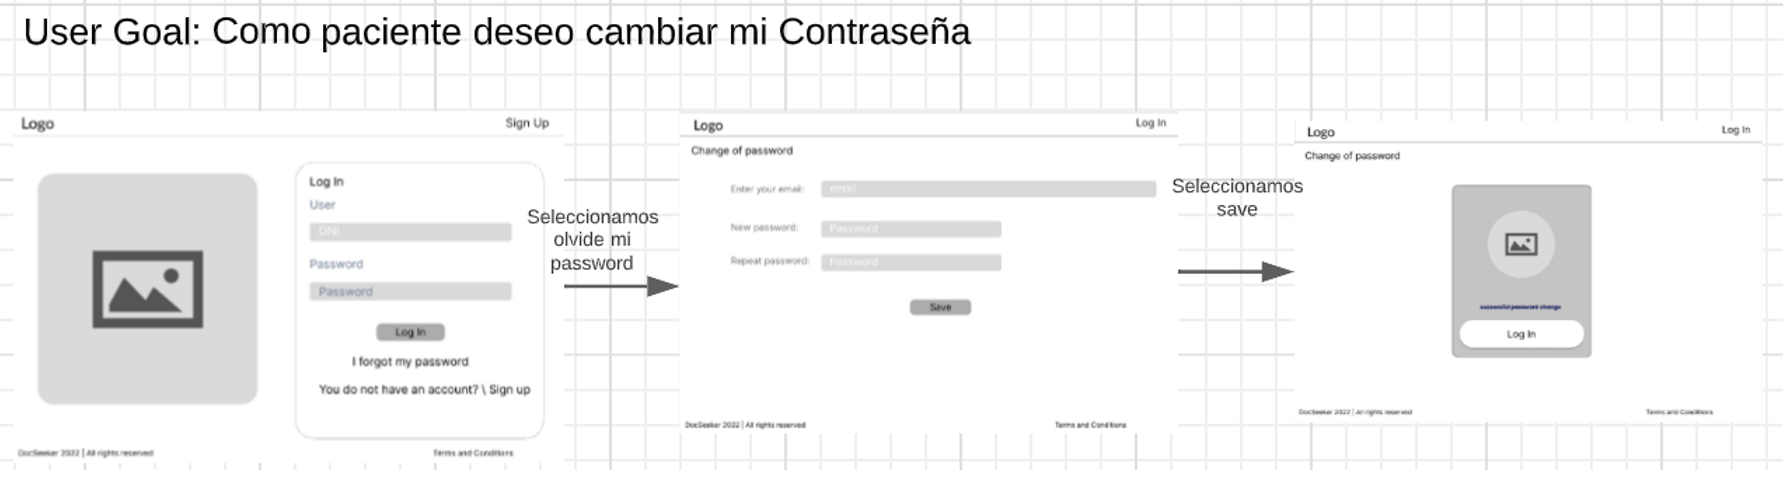 User Goal: Como paciente deseo cambiar mi Contraseña
Logo
Sign Up
Log In
User
DNI
Password
Password
Log In
I forgot my password
You do not have an account? \ Sign up
DocSeeker 2022 | All rights reserved
Terms and Conditions
Seleccionamos
olvide mi
password
Logo
Log In
Change of password
Enter your email:
email
New password:
Password
Repeat password:
Password
Save
DocSeeker 2022 | All rights reserved
Terms and Conditions
Seleccionamos
save
Logo
Log In
Change of password
successful password change
Log In
DocSeeker 2022 | All rights reserved
Terms and Conditions